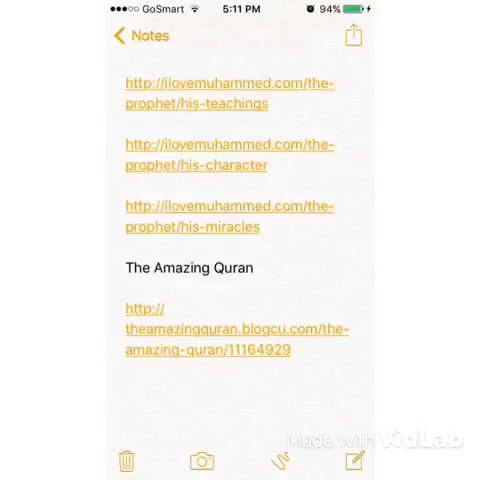 GoSmart 5:11 PM 94%
Notes
http://ilovemuhammed.com/the-
prophet/his-teachings
http://ilovemuhammed.com/the-
prophet/his-character
http://ilovemuhammed.com/the-
prophet/his-miracles
The Amazing Quran
http://
theamazingquran.blogcu.com/the-
amazing-quran/11164929
Made with VidLab